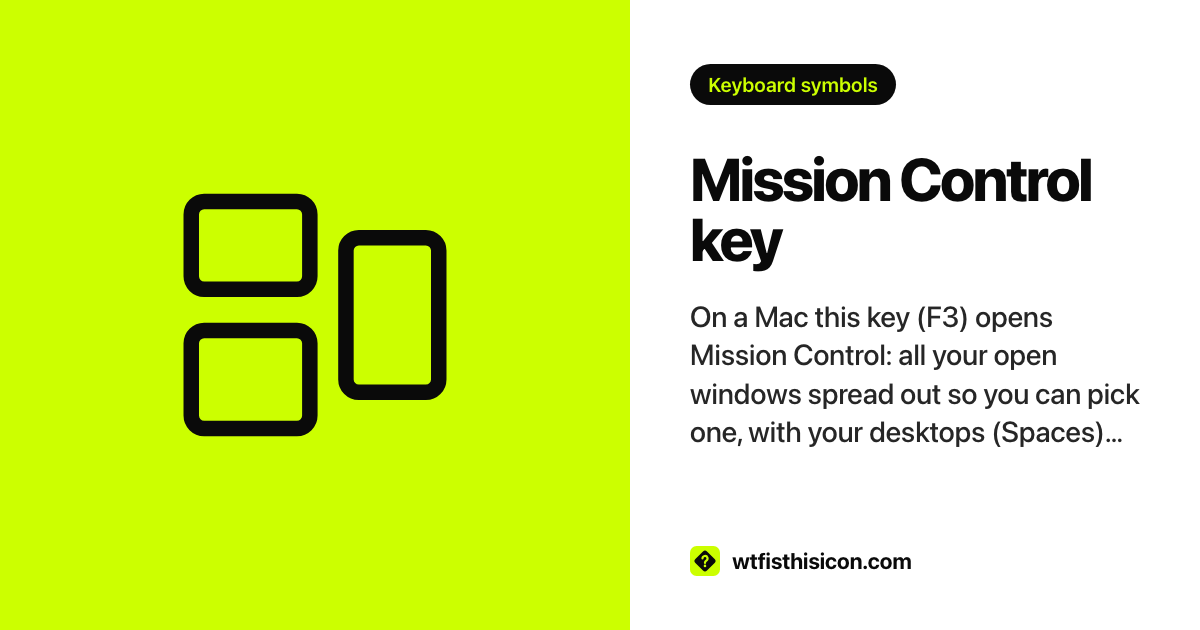 Keyboard symbols
Mission Control
key
On a Mac this key (F3) opens
Mission Control: all your open
windows spread out so you can pick
one, with your desktops (Spaces)...
?
wtfisthisicon.com